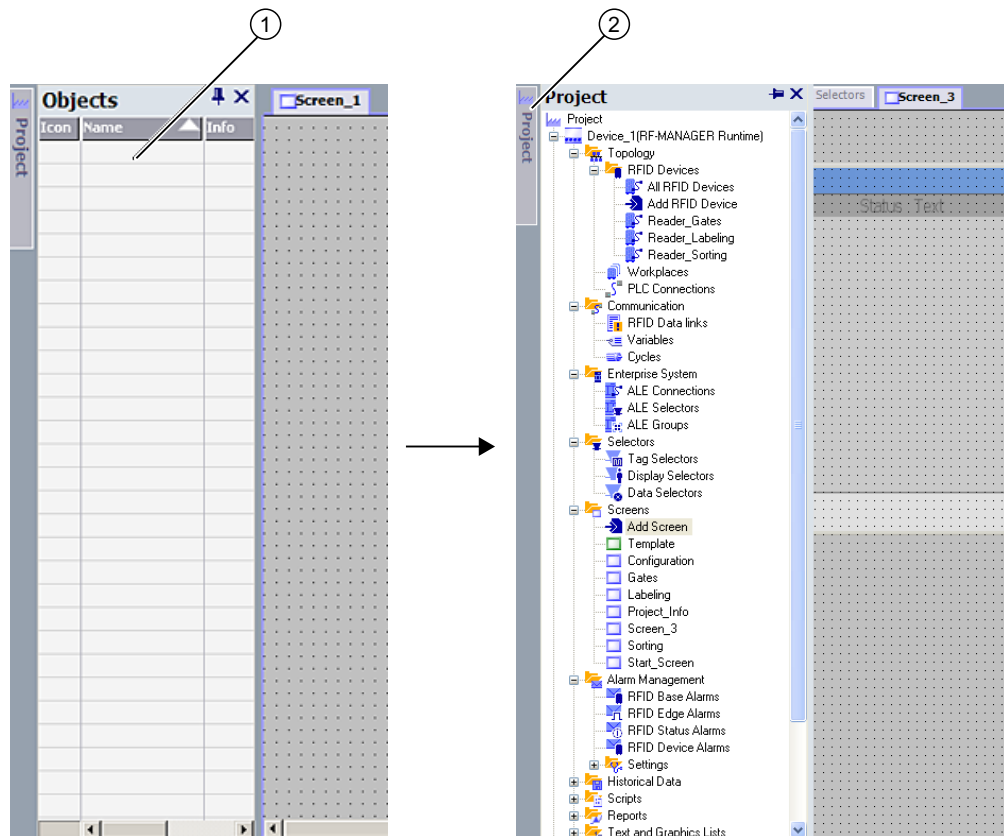 1
2
Project
Objects
Icon Name Info
Screen_1
Project
Project
Selectors
Screen_3
Status Text
Project
Device_1(RF-MANAGER Runtime)
Topology
RFID Devices
All RFID Devices
Add RFID Device
Reader_Gates
Reader_Labeling
Reader_Sorting
Workplaces
PLC Connections
Communication
RFID Data links
Variables
Cycles
Enterprise System
ALE Connections
ALE Selectors
ALE Groups
Selectors
Tag Selectors
Display Selectors
Data Selectors
Screens
Add Screen
Template
Configuration
Gates
Labeling
Project_Info
Screen_3
Sorting
Start_Screen
Alarm Management
RFID Base Alarms
RFID Edge Alarms
RFID Status Alarms
RFID Device Alarms
Settings
Historical Data
Scripts
Reports
Text and Graphics Lists